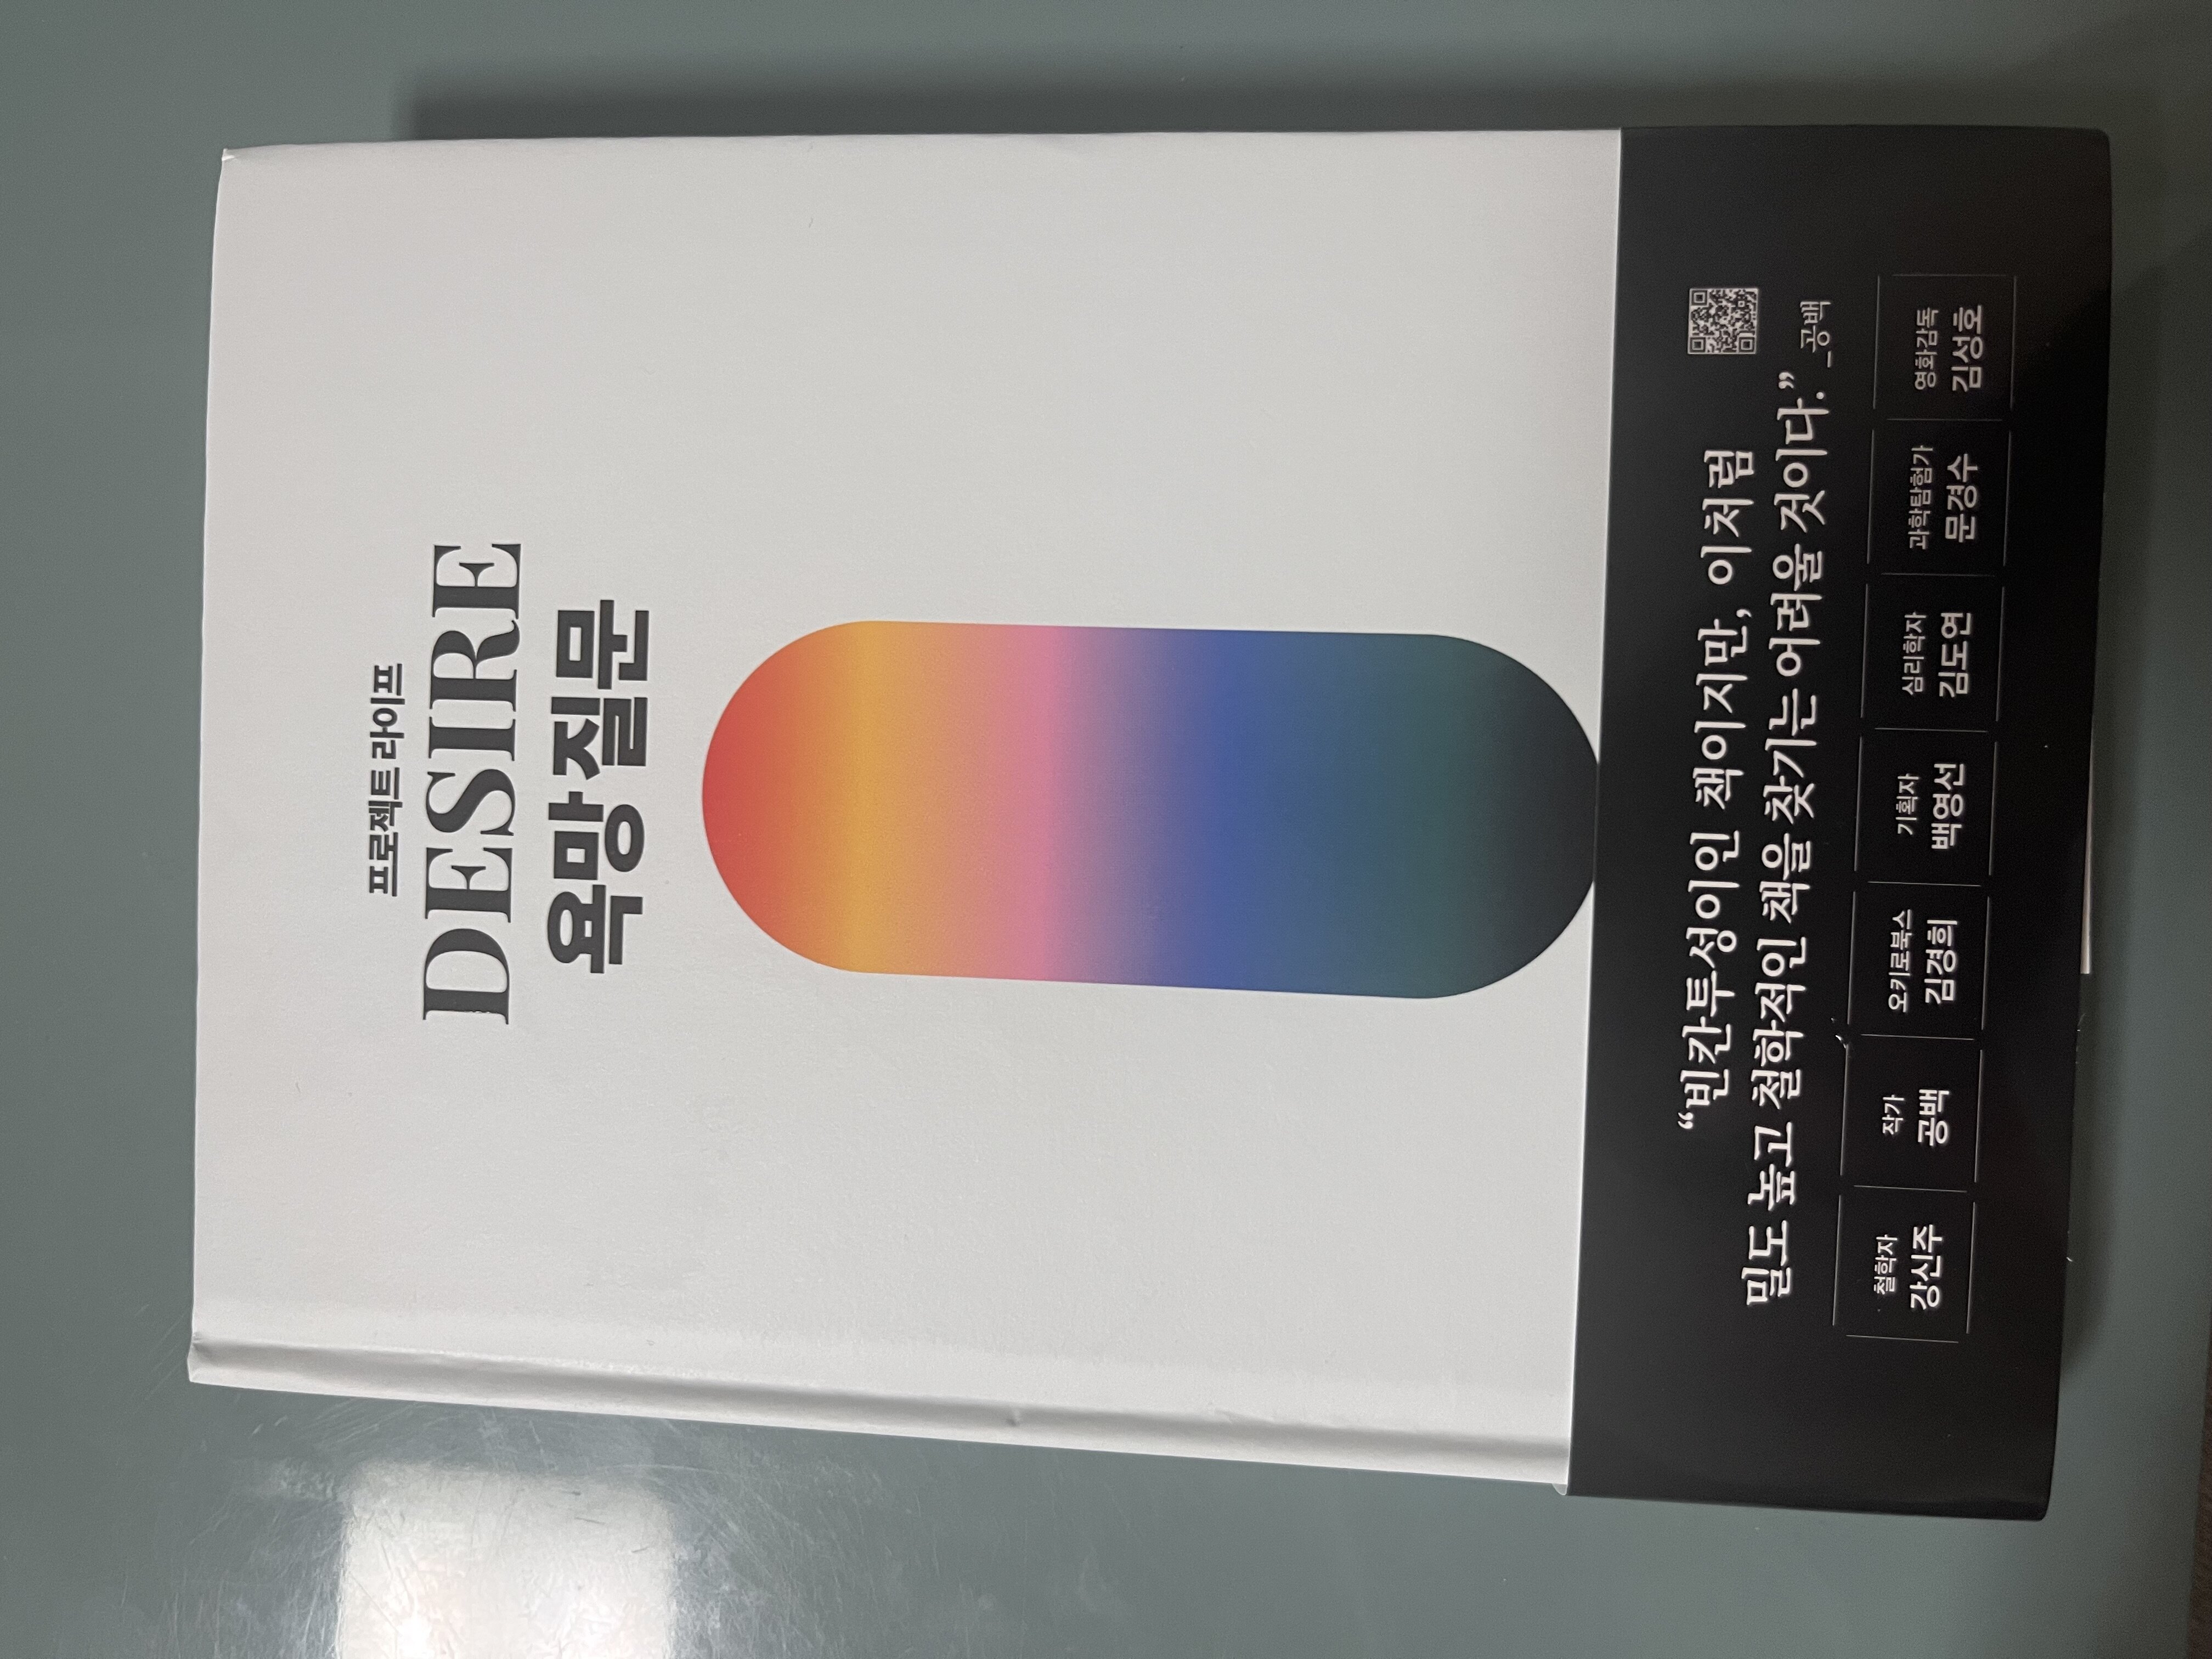 프로젝트 라이프
DESIRE
욕망 질문
“빈칸투성이인 책이지만, 이처럼
밀도 높고 철학적인 책을 찾기는 어려울 것이다.” _공백
철학자
강신주
작가
공백
오키로북스
김경희
기획자
백영선
심리학자
김도연
과학탐험가
문경수
영화감독
김성호